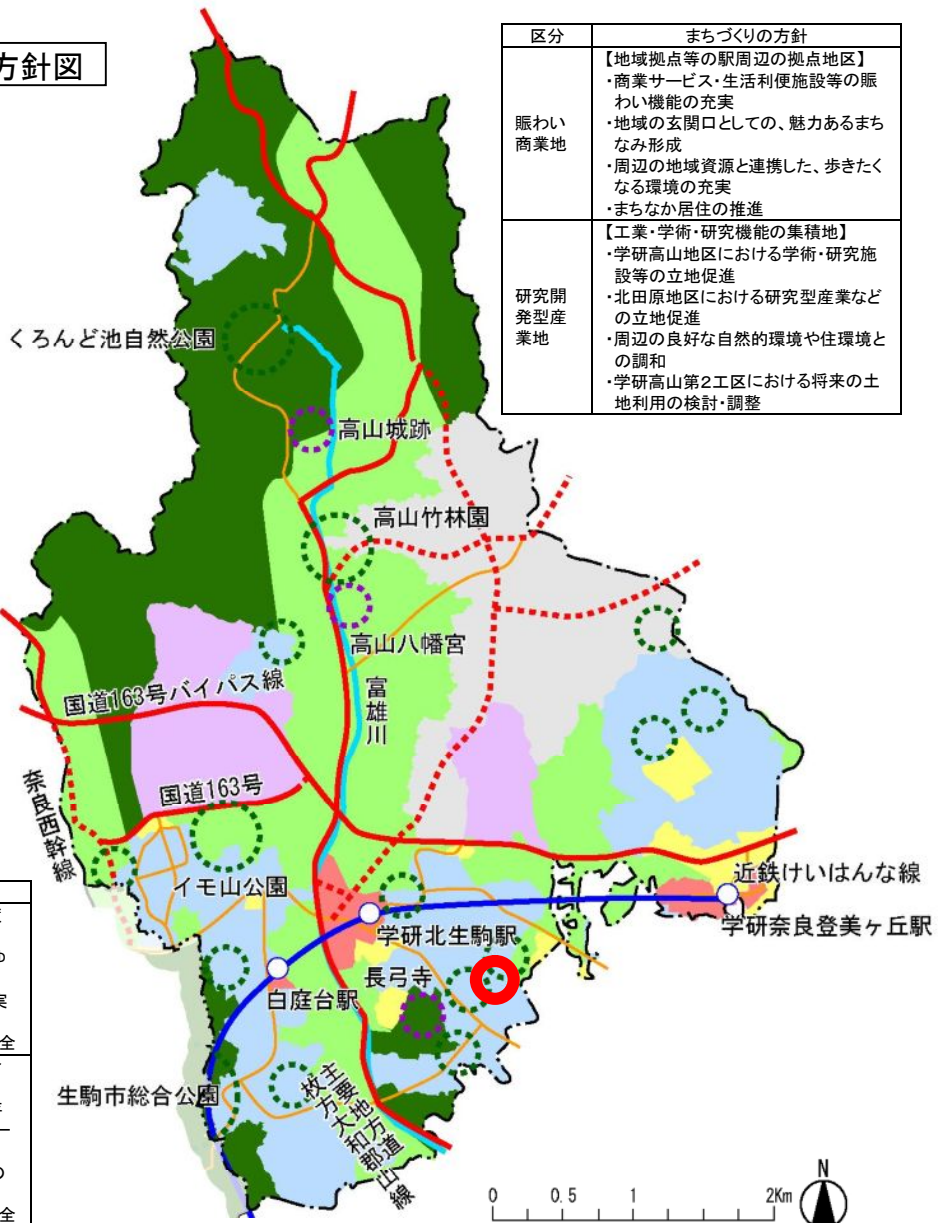 方針図
区分
まちづくりの方針
賑わい
商業地
【地域拠点等の駅周辺の拠点地区】
・商業サービス・生活利便施設等の賑
わい機能の充実
・地域の玄関口としての、魅力あるまち
なみ形成
・周辺の地域資源と連携した、歩きたく
なる環境の充実
・まちなか居住の推進
研究開
発型産
業地
【工業・学術・研究機能の集積地】
・学研高山地区における学術・研究施
設等の立地促進
・北田原地区における研究型産業など
の立地促進
・周辺の良好な自然的環境や住環境と
の調和
・学研高山第2工区における将来の土
地利用の検討・調整
くろんど池自然公園
高山城跡
高山竹林園
高山八幡宮
富雄川
国道163号バイパス線
国道163号
奈良西幹線
イモ山公園
近鉄けいはんな線
学研奈良登美ヶ丘駅
学研北生駒駅
長弓寺
白庭台駅
生駒市総合公園
主要地方道
枚方大和郡山線
実
全
全
0 0.5 1 2Km
N